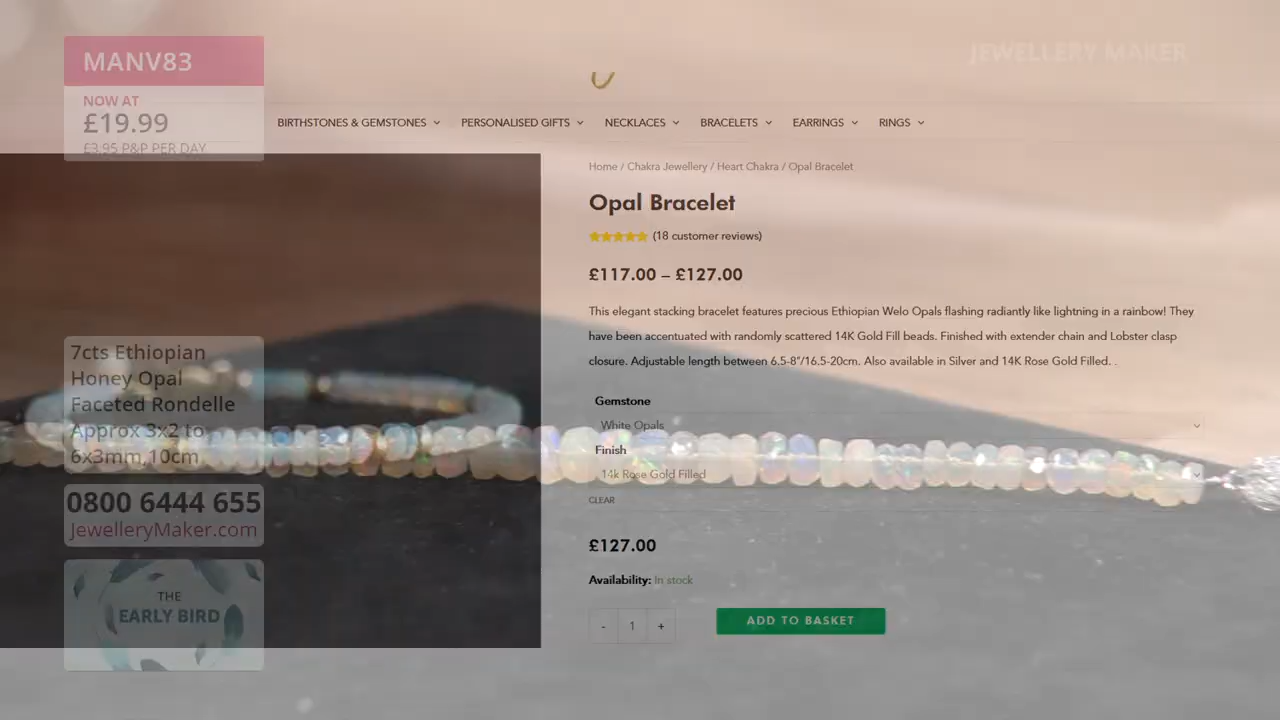 MANV83
NOW AT
£19.99
£3.95 P&P PER DAY
JEWELLERY MAKER
BIRTHSTONES & GEMSTONES PERSONALISED GIFTS NECKLACES BRACELETS EARRINGS RINGS
Home / Chakra Jewellery / Heart Chakra / Opal Bracelet
Opal Bracelet
(18 customer reviews)
£117.00 – £127.00
This elegant stacking bracelet features precious Ethiopian Welo Opals flashing radiantly like lightning in a rainbow! They
have been accentuated with randomly scattered 14K Gold Fill beads. Finished with extender chain and Lobster clasp
closure. Adjustable length between 6.5-8"/16.5-20cm. Also available in Silver and 14K Rose Gold Filled. .
Gemstone
White Opals
Finish
14k Rose Gold Filled
CLEAR
£127.00
Availability: In stock
- 1 +
ADD TO BASKET
7cts Ethiopian
Honey Opal
Faceted Rondelle
Approx 3x2 to
6x3mm,10cm
0800 6444 655
JewelleryMaker.com
THE
EARLY BIRD